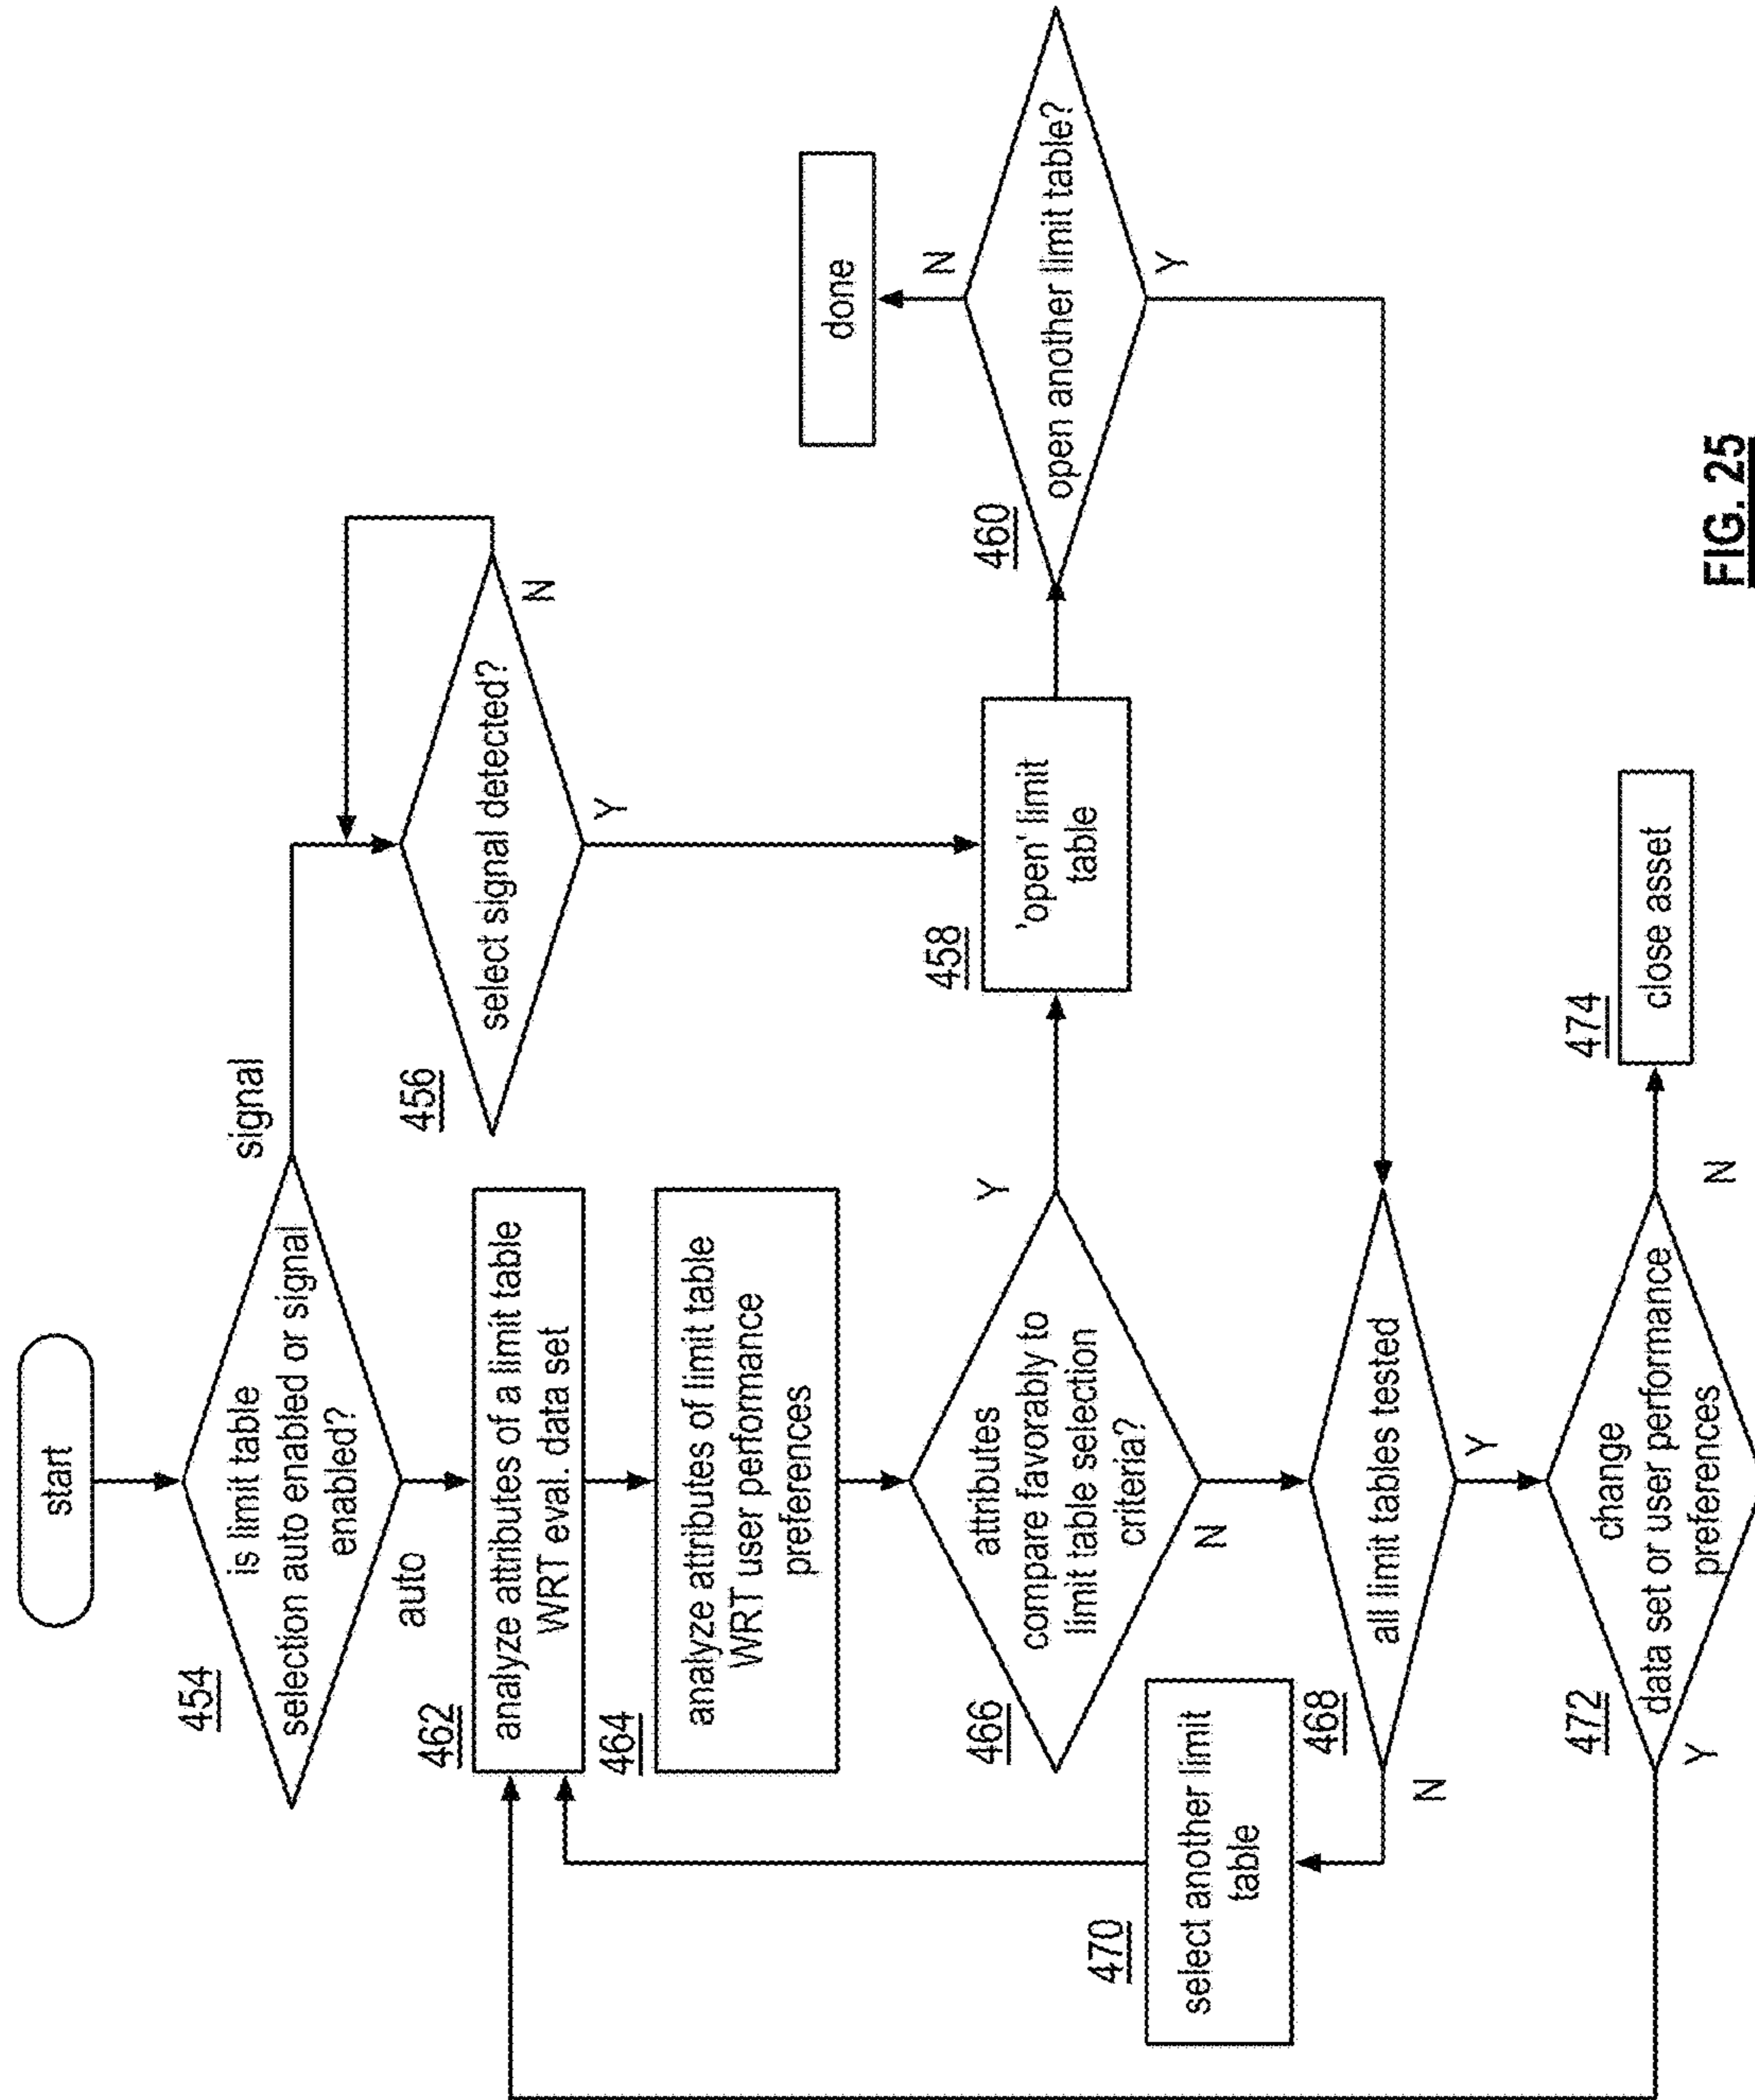 start
454
is limit table
selection auto enabled or signal
enabled?
signal
auto
456
select signal detected?
N
Y
462
analyze attributes of a limit table
WRT eval. data set
464
analyze attributes of limit table
WRT user performance
preferences
466
attributes
compare favorably to
limit table selection
criteria?
Y
N
458
'open' limit
table
460
open another limit table?
N
Y
done
468
all limit tables tested
N
Y
470
select another limit
table
472
change
data set or user performance
preferences
Y
N
474
close asset
FIG. 25